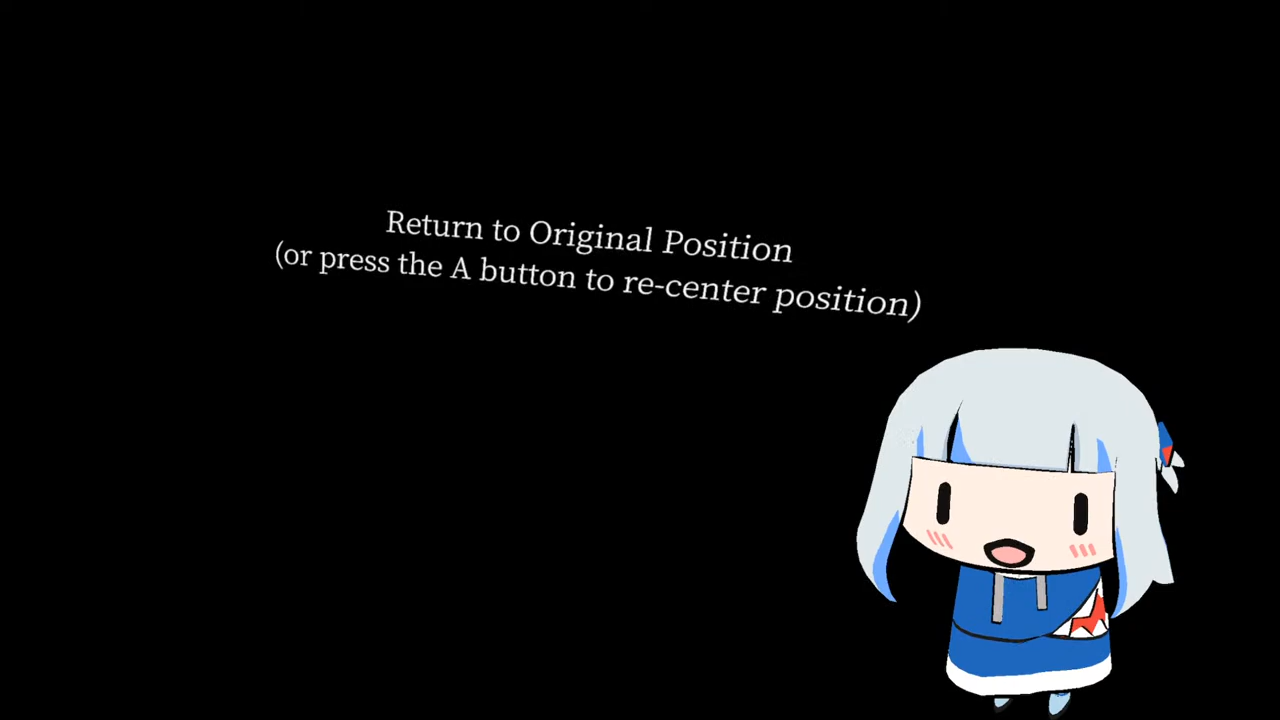 Return to Original Position
(or press the A button to re-center position)